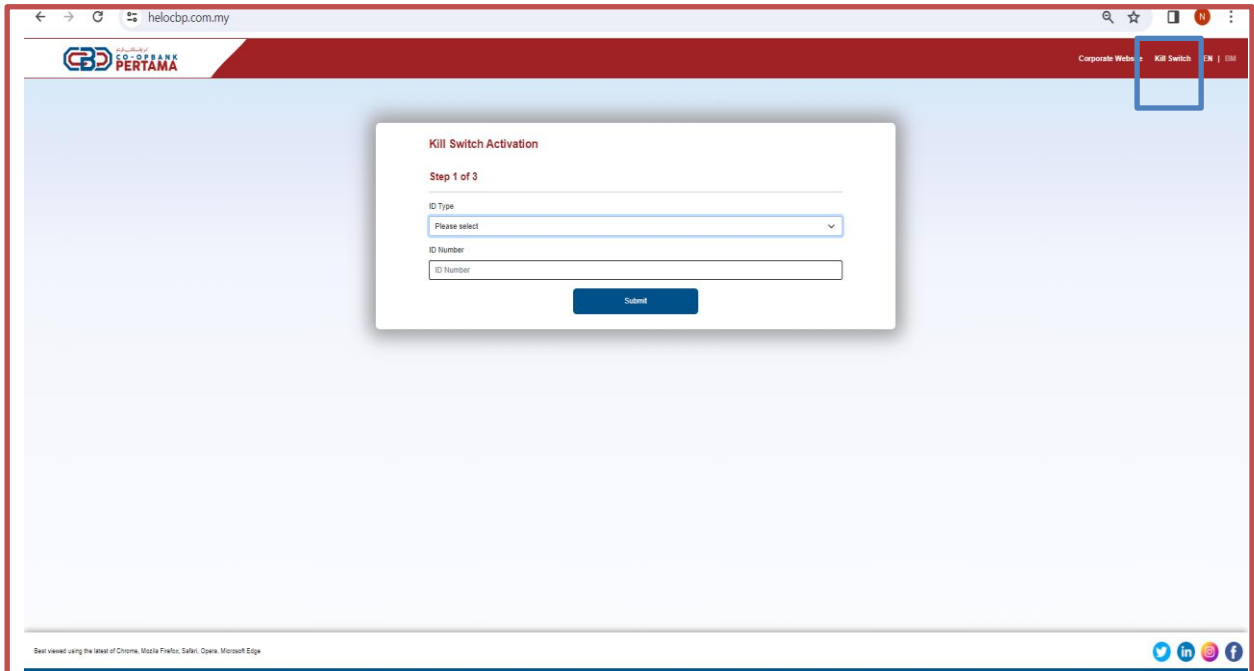 helocbp.com.my
N
CBP CO-OPBANK
PERTAMA
Corporate Website Kill Switch EN | BM
Kill Switch Activation
Step 1 of 3
ID Type
Please select
ID Number
ID Number
Submit
Best viewed using the latest of Chrome, Mozila Firefox, Safari, Opera, Microsoft Edge